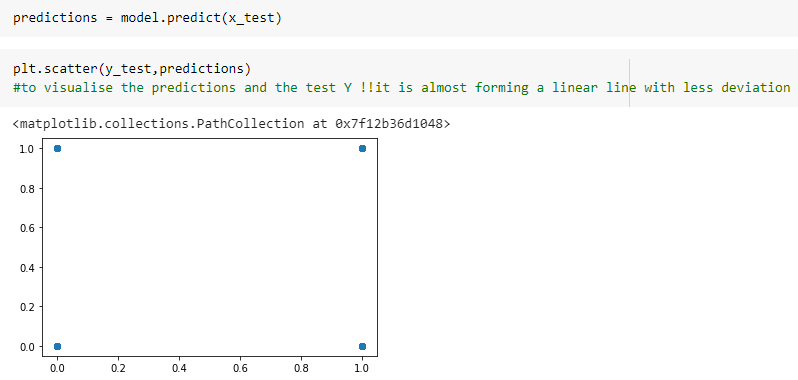 predictions = model.predict(x_test)
plt.scatter(y_test,predictions)
#to visualise the predictions and the test Y !!it is almost forming a linear line with less deviation
<matplotlib.collections.PathCollection at 0x7f12b36d1048>
1.0
0.8
0.6
0.4
0.2
0.0
0.0 0.2 0.4 0.6 0.8 1.0